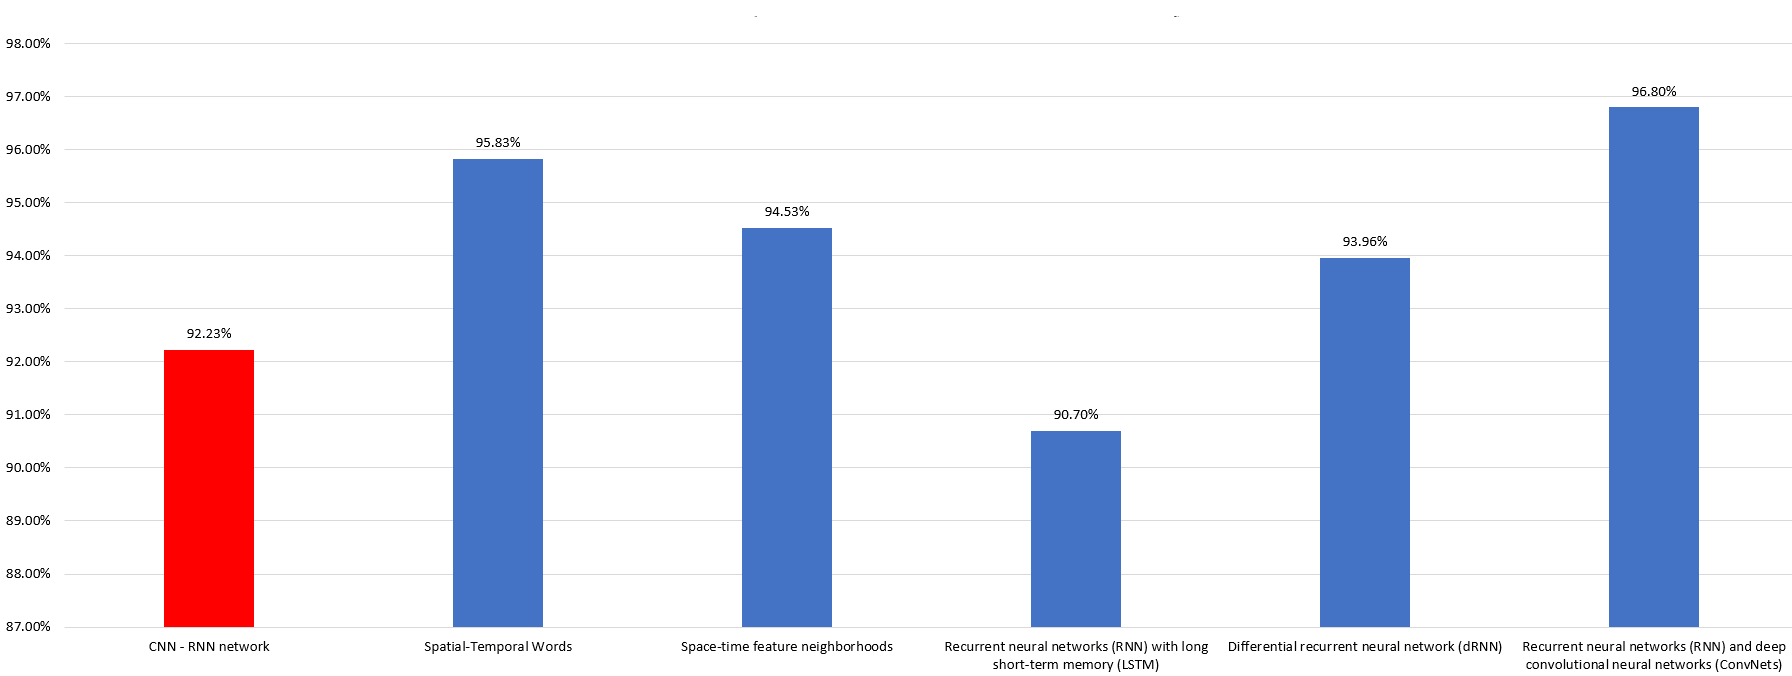 98.00%
97.00%
96.00%
95.00%
94.00%
93.00%
92.00%
91.00%
90.00%
89.00%
88.00%
87.00%
92.23%
95.83%
94.53%
90.70%
93.96%
96.80%
CNN - RNN network
Spatial-Temporal Words
Space-time feature neighborhoods
Recurrent neural networks (RNN) with long
short-term memory (LSTM)
Differential recurrent neural network (dRNN)
Recurrent neural networks (RNN) and deep
convolutional neural networks (ConvNets)